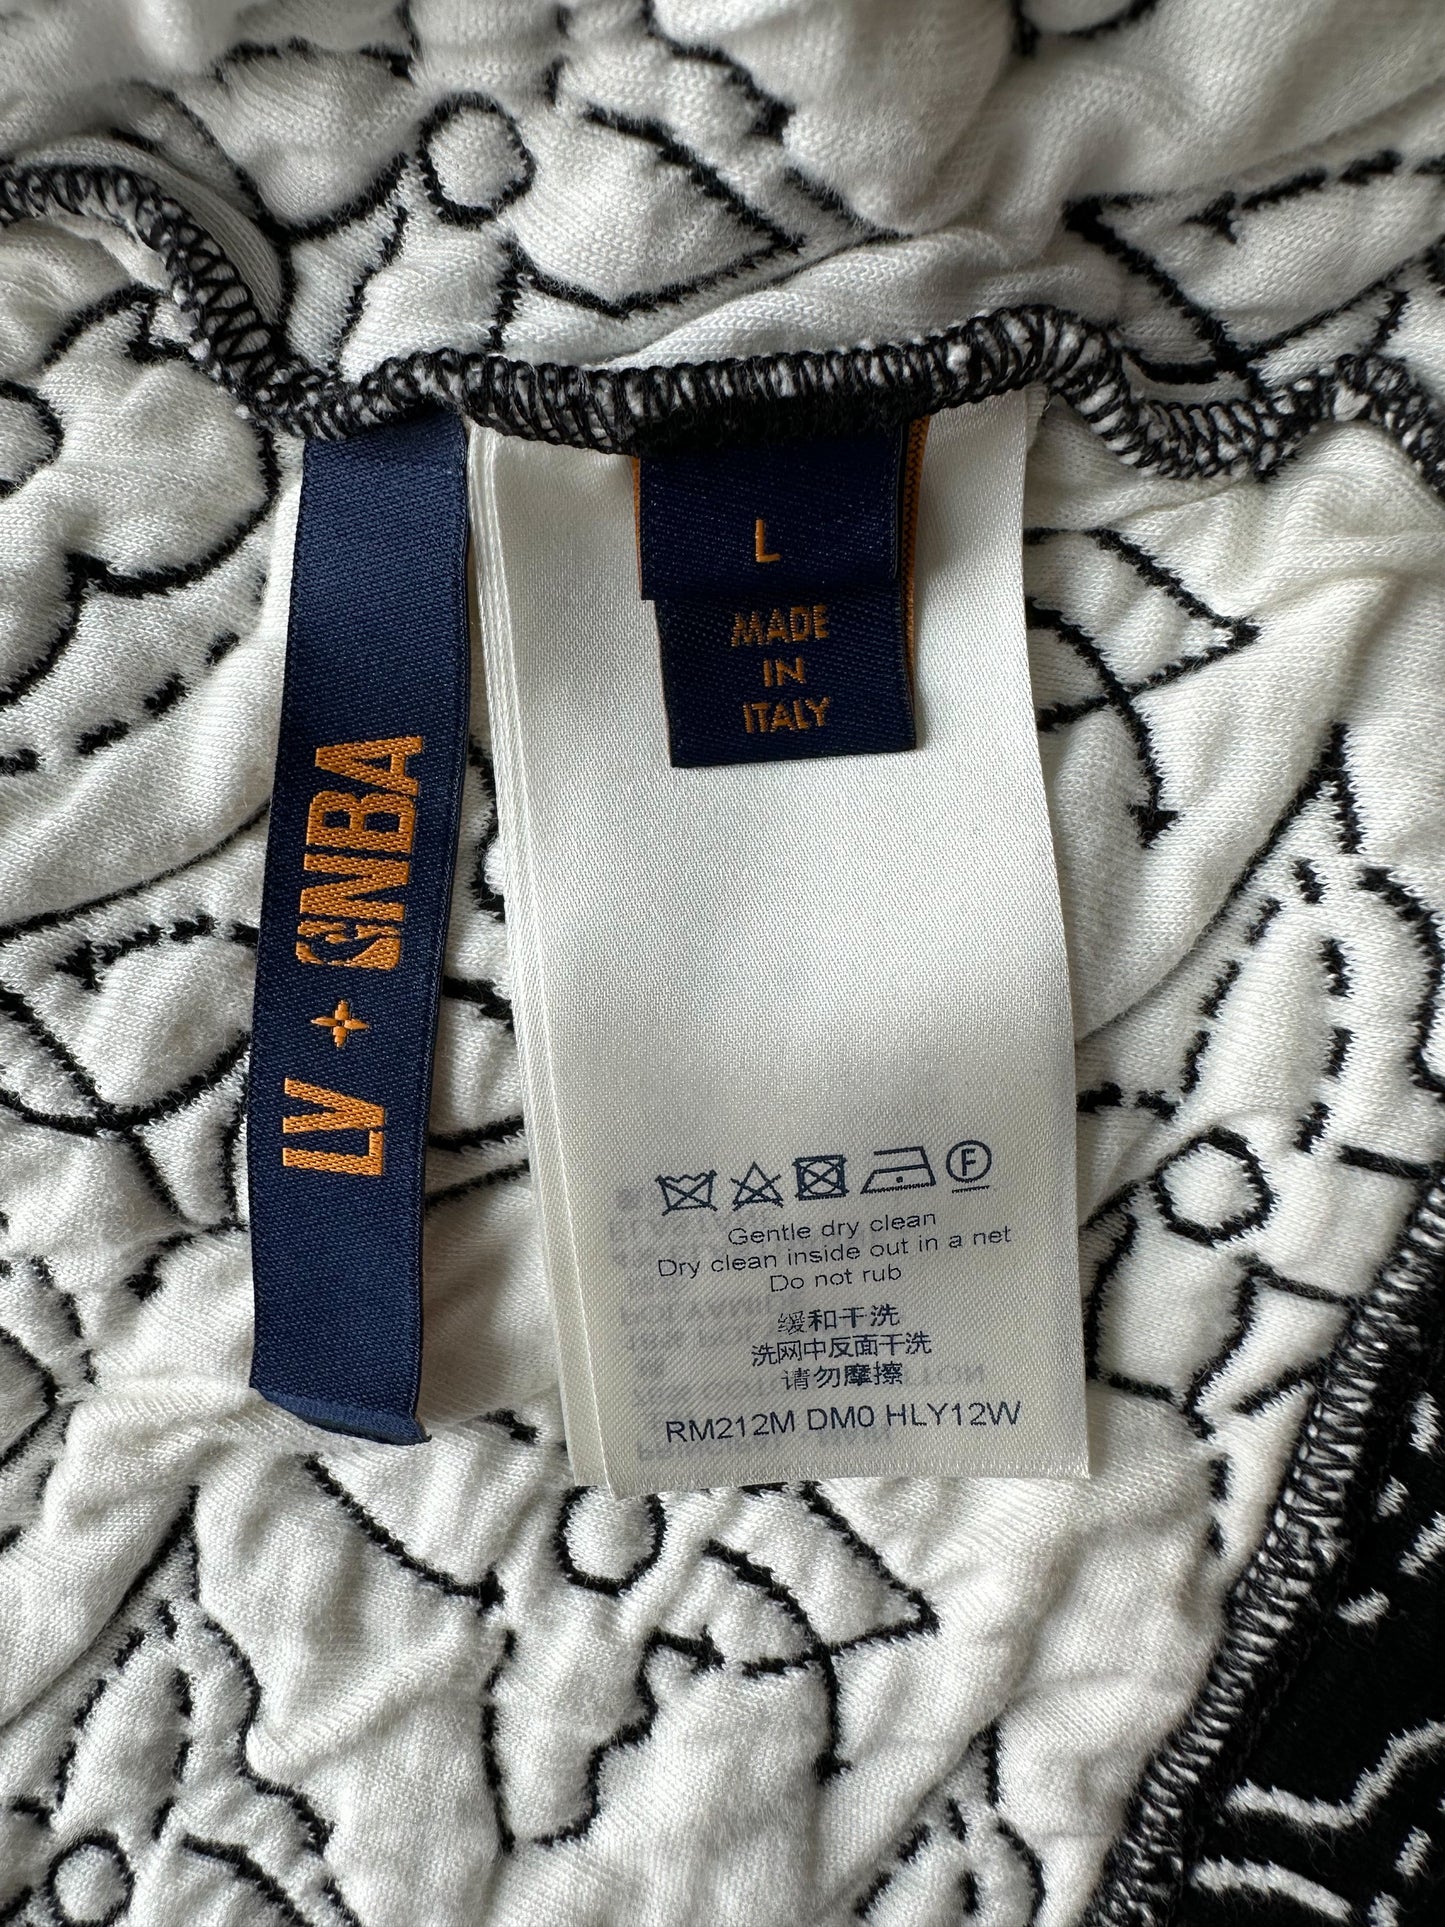 LV + NBA
L
MADE
IN
ITALY
F
Gentle dry clean
Dry clean inside out in a net
Do not rub
缓和干洗
洗网中反面干洗
请勿摩擦
RM212M DM0 HLY12W